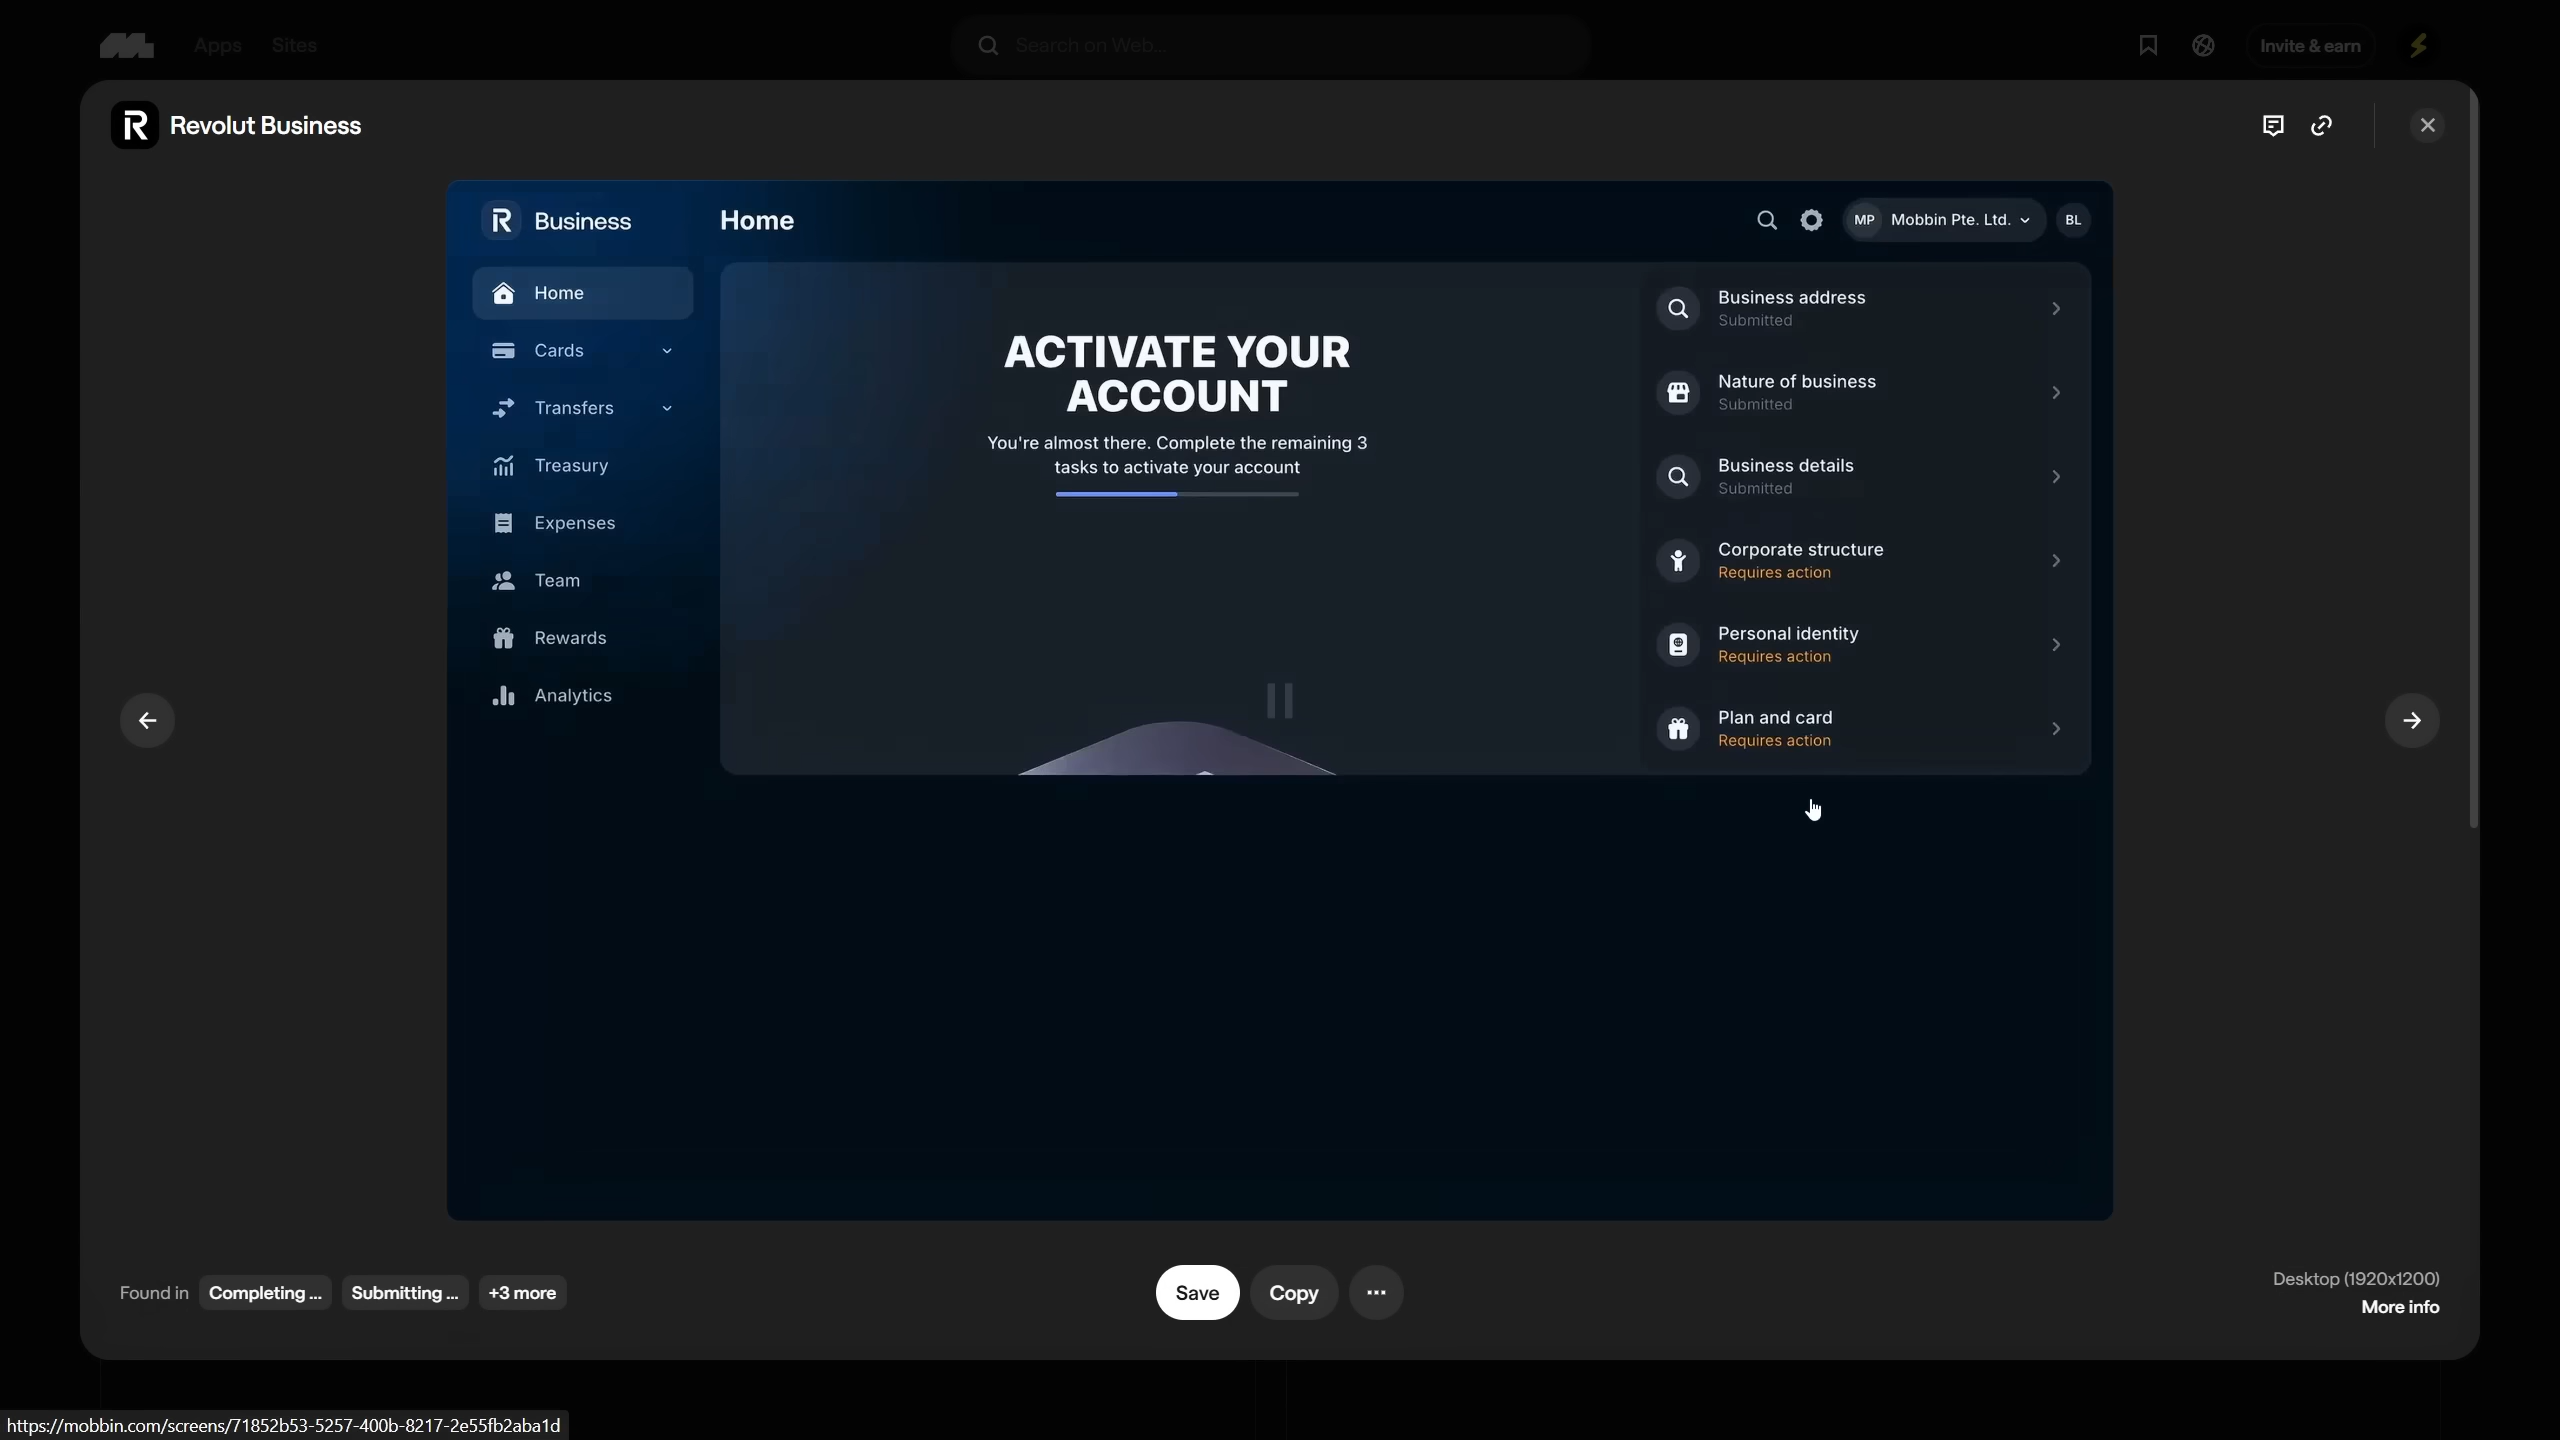 Apps
Sites
Search on Web...
Invite & earn
Revolut Business
Business
Home
MP
Mobbin Pte. Ltd.
BL
Home
Cards
Transfers
Treasury
Expenses
Team
Rewards
Analytics
ACTIVATE YOUR
ACCOUNT
You're almost there. Complete the remaining 3
tasks to activate your account
Business address
Submitted
Nature of business
Submitted
Business details
Submitted
Corporate structure
Requires action
Personal identity
Requires action
Plan and card
Requires action
Found in
Completing ...
Submitting ...
+3 more
Save
Copy
Desktop (1920x1200)
More info
https://mobbin.com/screens/71852b53-5257-400b-8217-2e55fb2aba1d